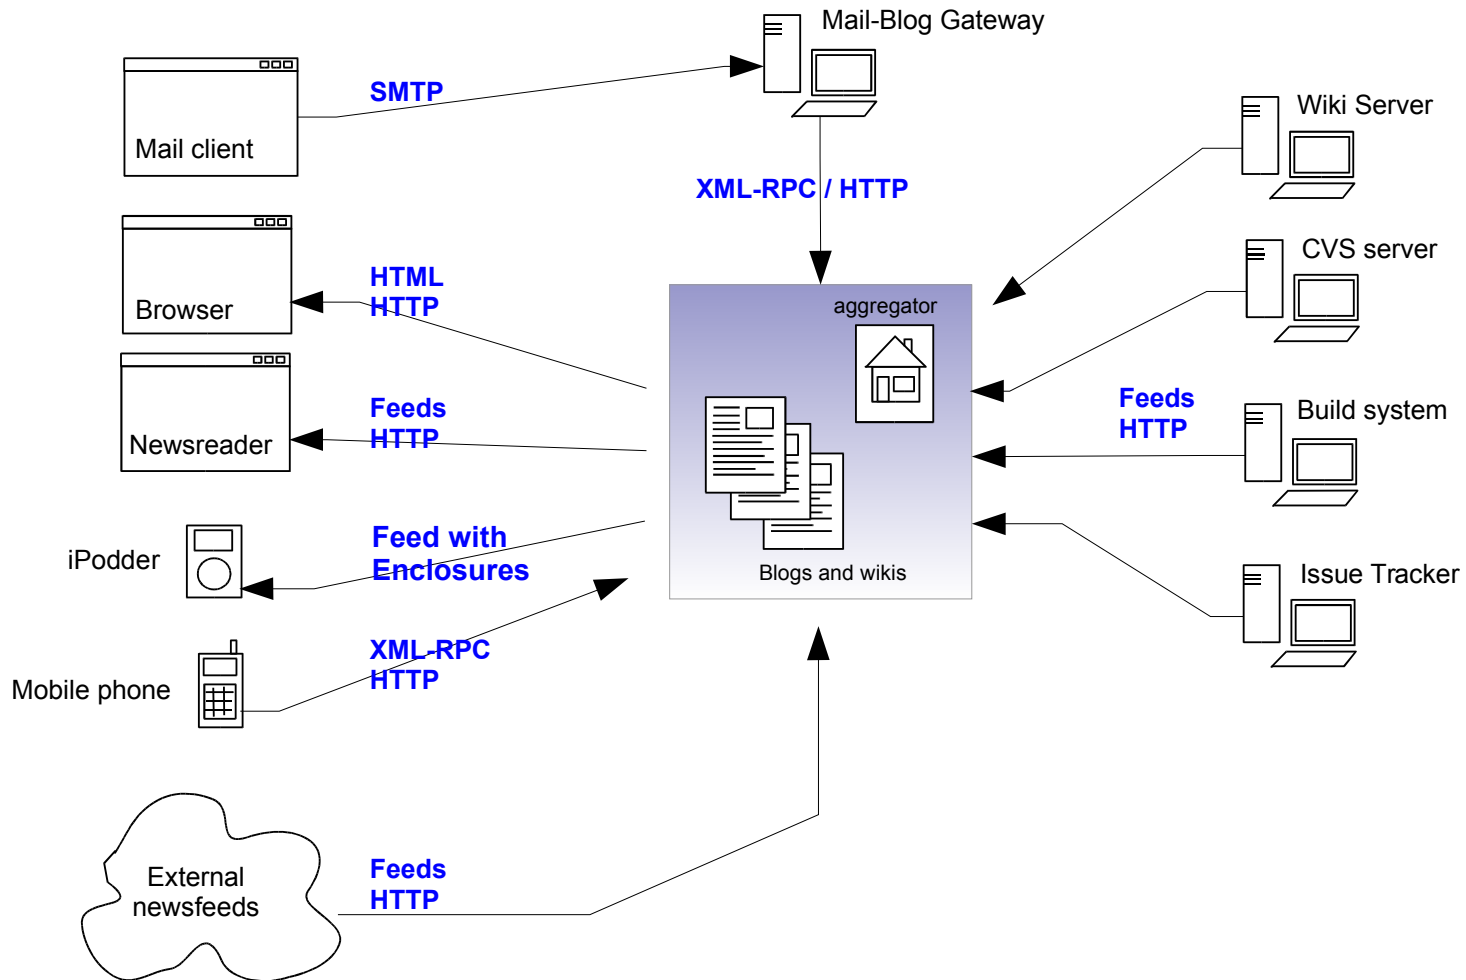 Mail-Blog Gateway
SMTP
Mail client
Wiki Server
XML-RPC / HTTP
CVS server
HTML
HTTP
Browser
aggregator
Feeds
HTTP
Newsreader
Feeds
HTTP
Build system
Feed with
Enclosures
iPodder
Blogs and wikis
Issue Tracker
XML-RPC
HTTP
Mobile phone
External
newsfeeds
Feeds
HTTP